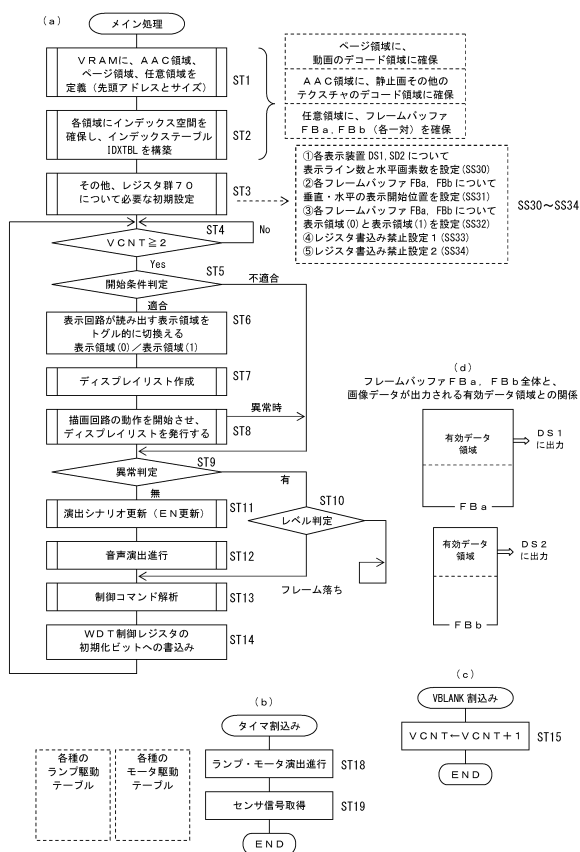 (a)
メイン処理
VRAMに、AAC領域、
ページ領域、任意領域を
定義（先頭アドレスとサイズ）
ST1
各領域にインデックス空間を
確保し、インデックステーブル
IDXTBLを構築
ST2
その他、レジスタ群70
について必要な初期設定
ST3
ページ領域に、
動画のデコード領域に確保
AAC領域に、静止画その他の
テクスチャのデコード領域に確保
任意領域に、フレームバッファ
FBa,FBb（各一対）を確保
①各表示装置DS1,SD2について
表示ライン数と水平画素数を設定(SS30)
②各フレームバッファ FBa, FBb について
垂直・水平の表示開始位置を設定(SS31)
③各フレームバッファ FBa, FBb について
表示領域(0)と表示領域(1)を設定(SS32)
④レジスタ書込み禁止設定1(SS33)
⑤レジスタ書込み禁止設定2(SS34)
SS30～SS34
ST4
VCNT≧2
No
Yes
ST5
開始条件判定
不適合
適合
表示回路が読み出す表示領域を
トグル的に切換える
表示領域(0)／表示領域(1)
ST6
ディスプレイリスト作成
ST7
描画回路の動作を開始させ、
ディスプレイリストを発行する
ST8
異常時
ST9
異常判定
有
無
ST10
レベル判定
フレーム落ち
演出シナリオ更新（EN更新）
ST11
音声演出進行
ST12
制御コマンド解析
ST13
WDT制御レジスタの
初期化ビットへの書込み
ST14
(d)
フレームバッファFBa, FBb全体と、
画像データが出力される有効データ領域との関係
有効データ
領域
DS1
に出力
FBa
有効データ
領域
DS2
に出力
FBb
(b)
タイマ割込み
ランプ・モータ演出進行
ST18
センサ信号取得
ST19
END
各種の
ランプ駆動
テーブル
各種の
モータ駆動
テーブル
(c)
VBLANK 割込み
VCNT←VCNT+1
ST15
END